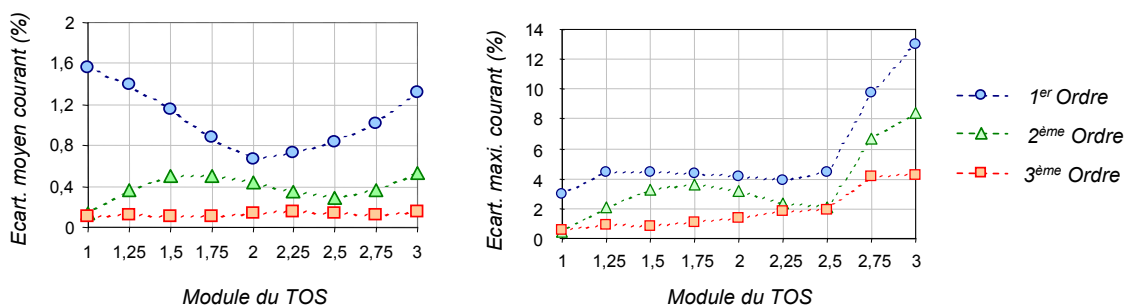 Ecart. moyen courant (%)
2
1,6
1,2
0,8
0,4
0
1 1,25 1,5 1,75 2 2,25 2,5 2,75 3
Module du TOS
Ecart. maxi. courant (%)
14
12
10
8
6
4
2
0
1 1,25 1,5 1,75 2 2,25 2,5 2,75 3
Module du TOS
1er Ordre
2ème Ordre
3ème Ordre